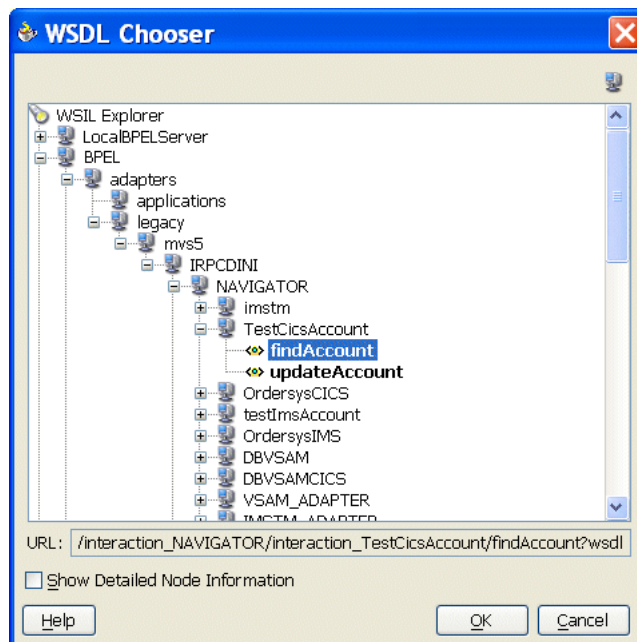 WSDL Chooser
WSIL Explorer
LocalBPELServer
BPEL
adapters
applications
legacy
mvs5
IRPCDINI
NAVIGATOR
imstm
TestCicsAccount
findAccount
updateAccount
OrdersysCICS
testImsAccount
OrdersysIMS
DBVSAM
DBVSAMCICS
VSAM_ADAPTER
IMSTM_ADAPTER
URL: /interaction_NAVIGATOR/interaction_TestCicsAccount/findAccount?wsdl
Show Detailed Node Information
Help OK Cancel